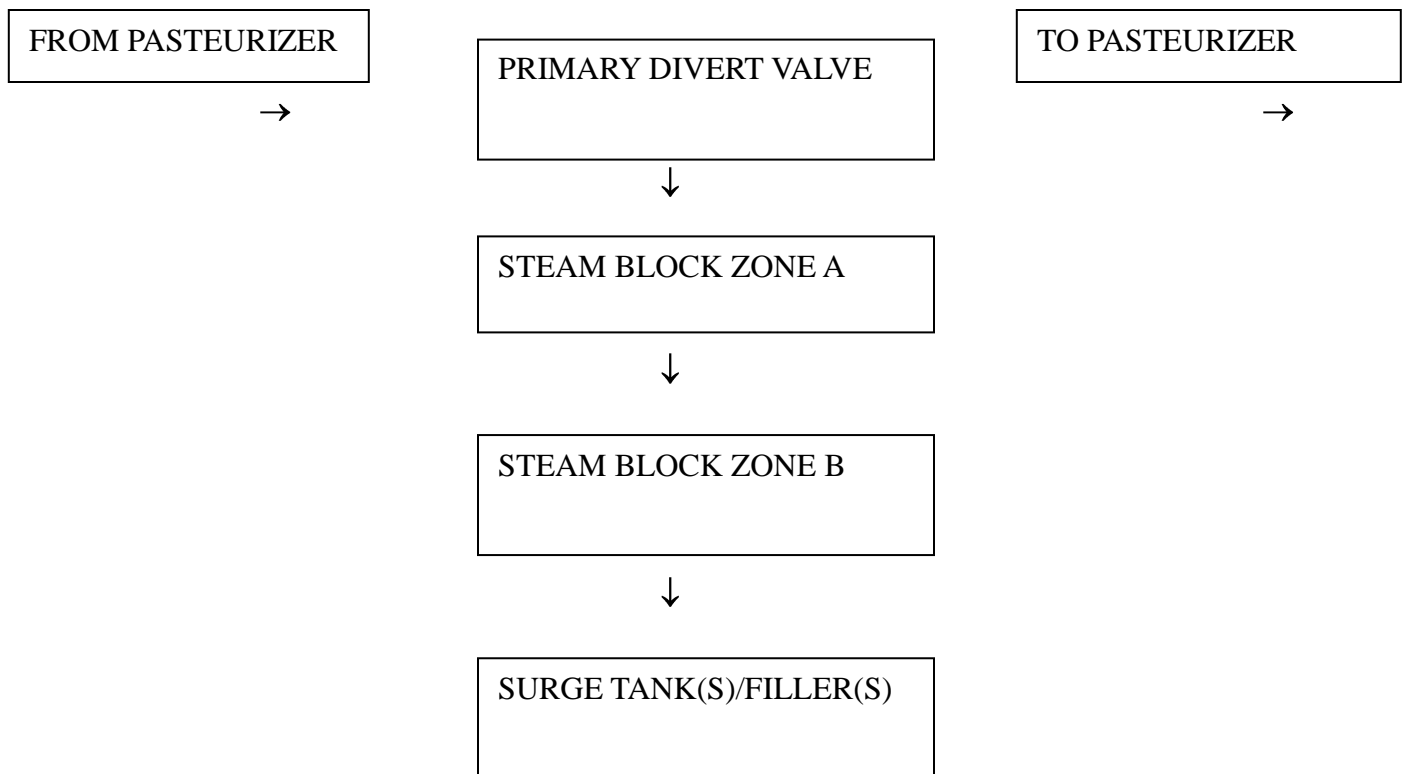 FROM PASTEURIZER
PRIMARY DIVERT VALVE
TO PASTEURIZER
→
→
↓
STEAM BLOCK ZONE A
↓
STEAM BLOCK ZONE B
↓
SURGE TANK(S)/FILLER(S)